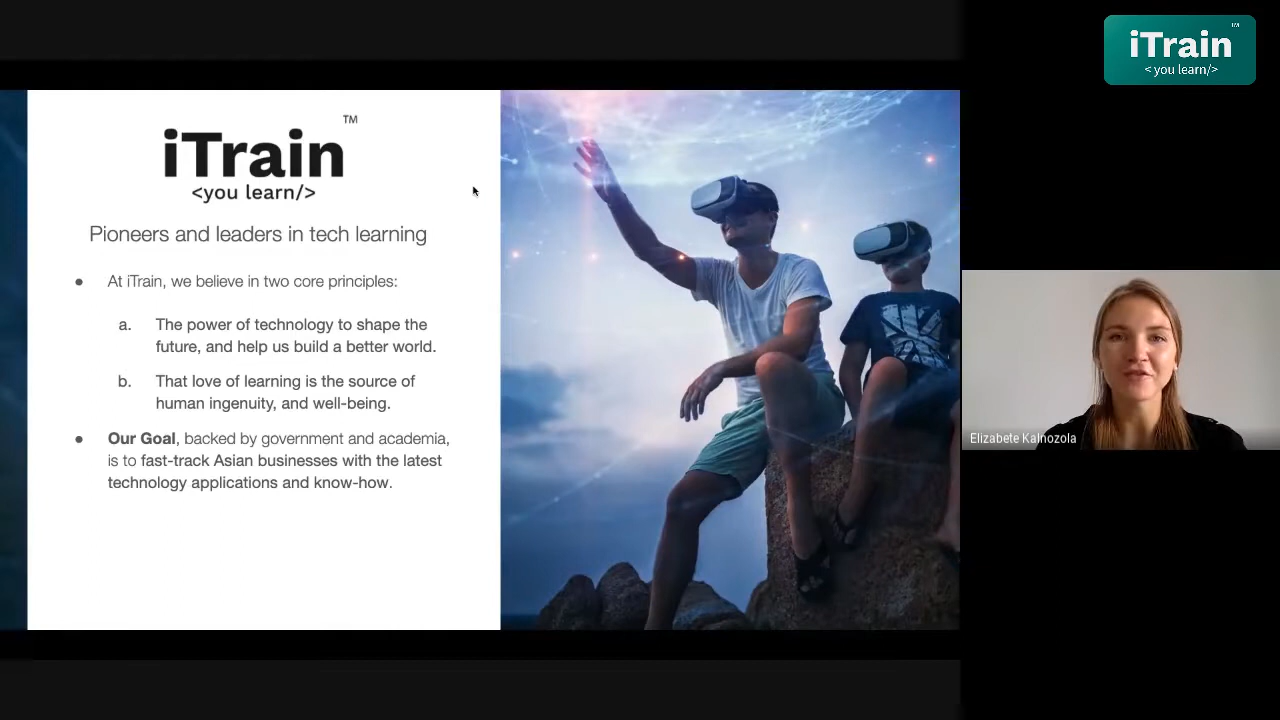 iTrain
TM
<you learn/>
iTrain
TM
<you learn/>
Pioneers and leaders in tech learning
● At iTrain, we believe in two core principles:
a. The power of technology to shape the
future, and help us build a better world.
b. That love of learning is the source of
human ingenuity, and well-being.
● Our Goal, backed by government and academia,
is to fast-track Asian businesses with the latest
technology applications and know-how.
Elizabete Kalnozola